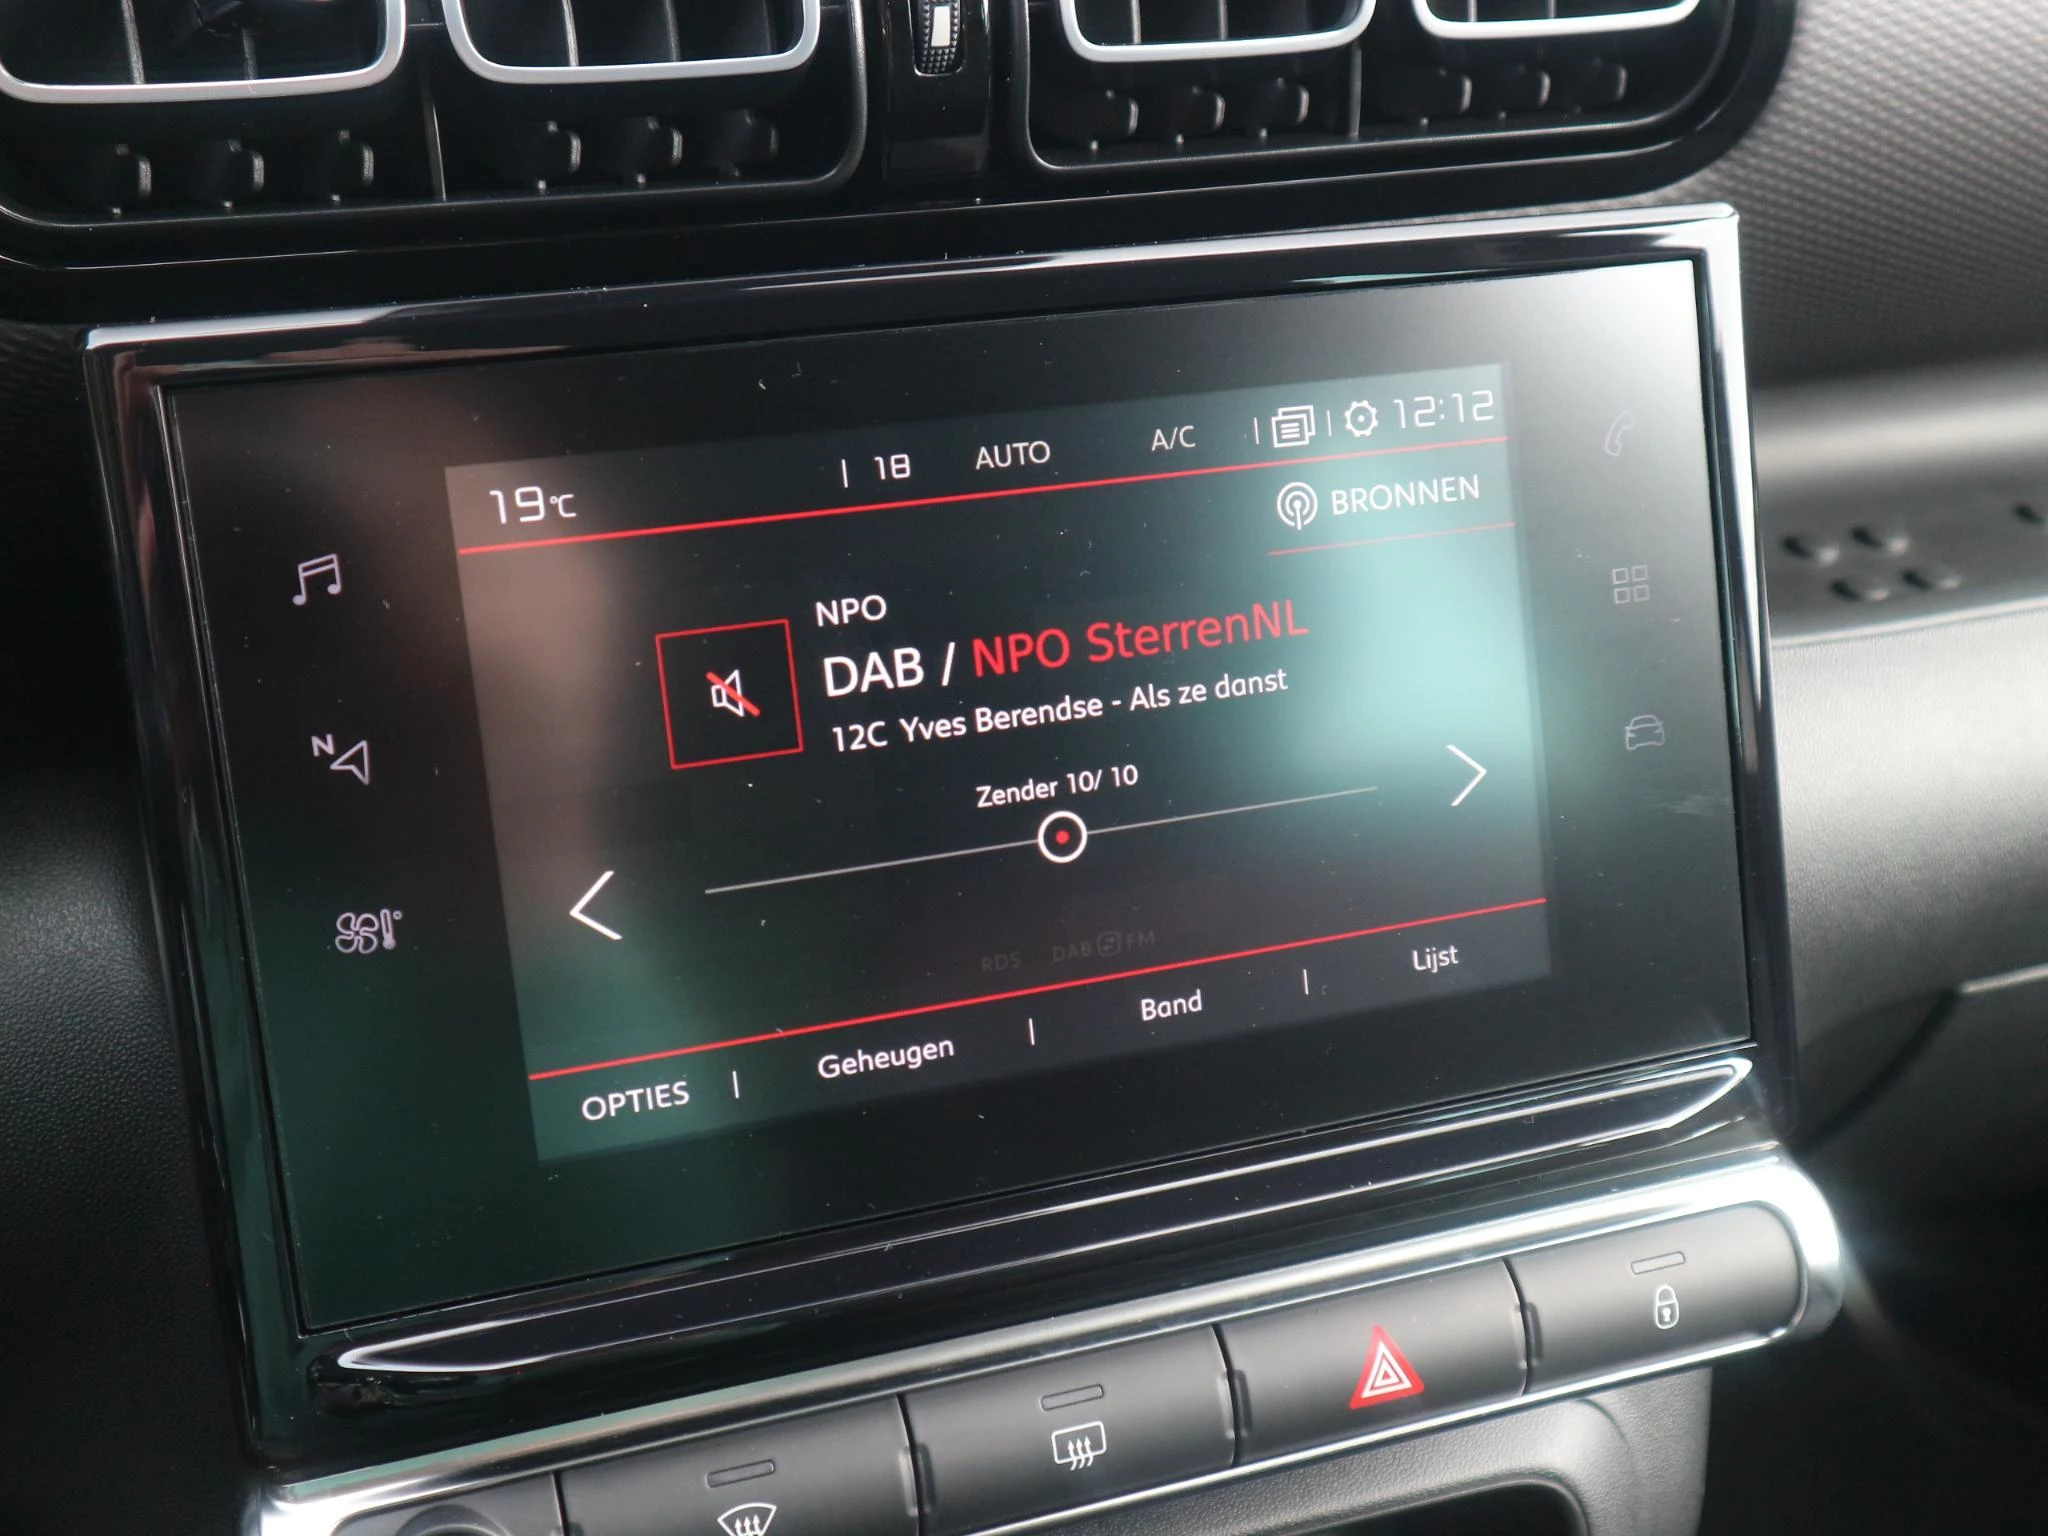 19°C | 18 AUTO A/C | | 12:12
BRONNEN
NPO
DAB / NPO SterrenNL
12C Yves Berendse - Als ze danst
Zender 10/ 10
RDS DAB FM
OPTIES | Geheugen | Band | Lijst
N